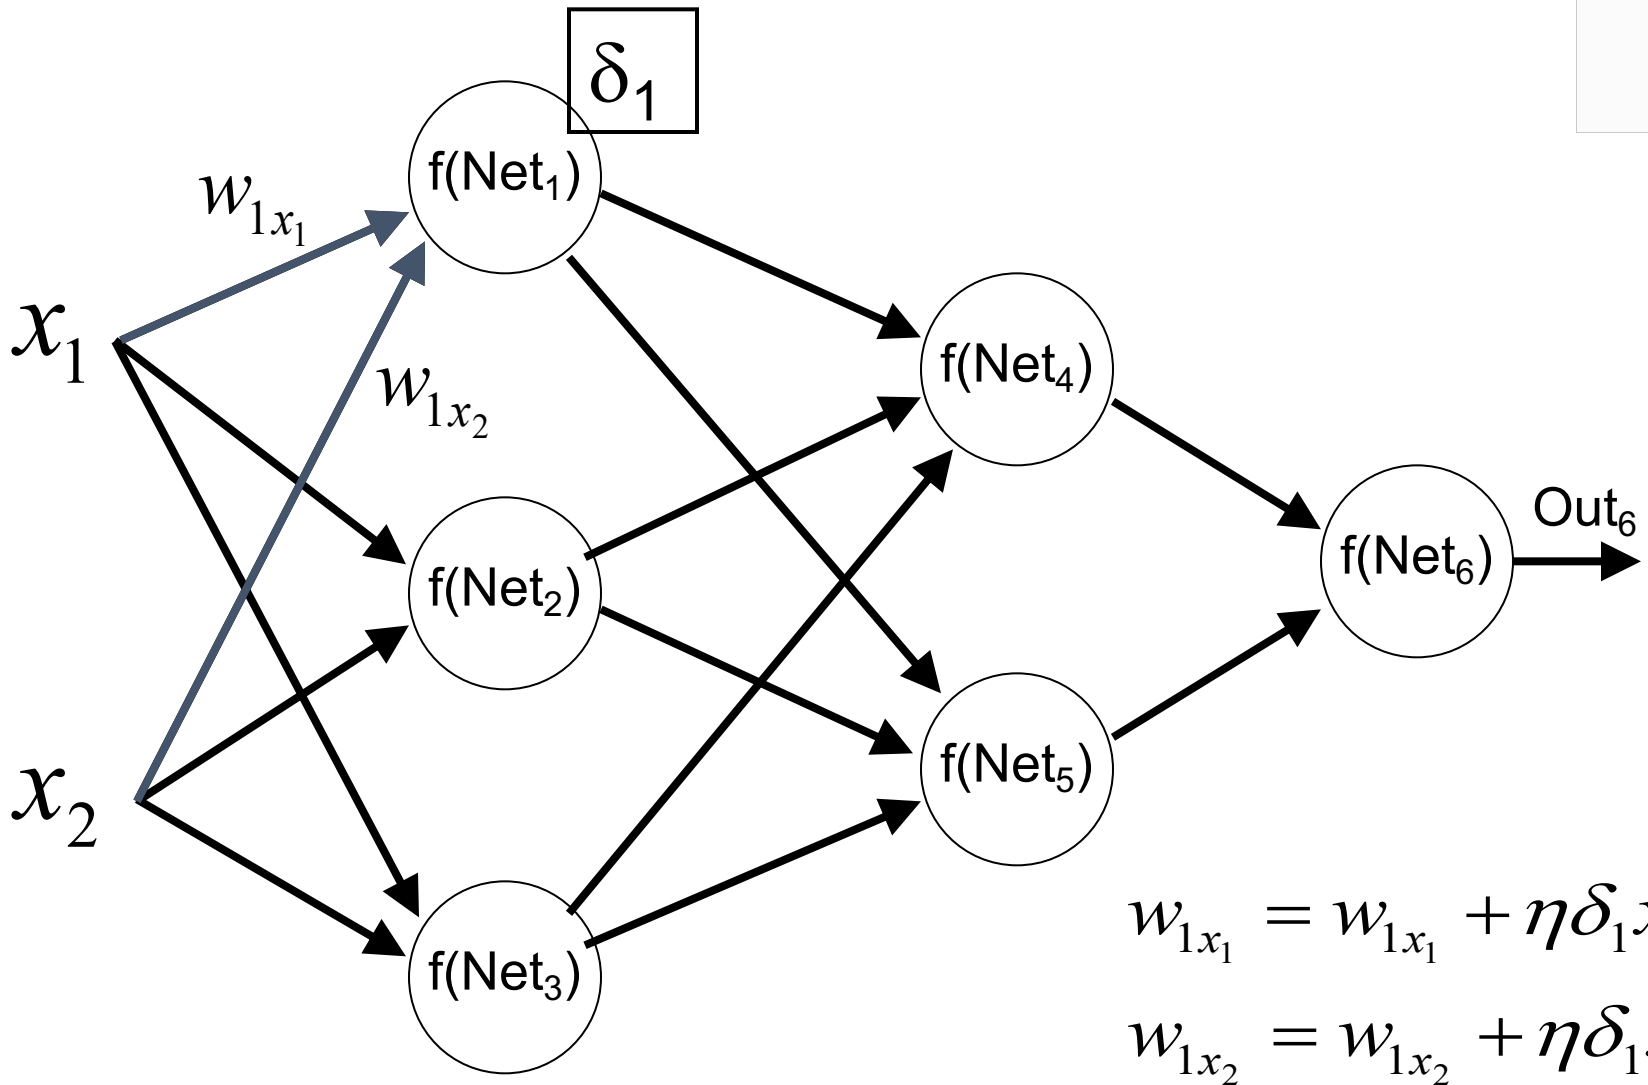 δ₁
f(Net₁)
w₁ₓ₁
x₁
w₁ₓ₂
f(Net₄)
Out₆
f(Net₆)
f(Net₂)
x₂
f(Net₅)
f(Net₃)
w₁ₓ₁ = w₁ₓ₁ + ηδ₁
w₁ₓ₂ = w₁ₓ₂ + ηδ₁